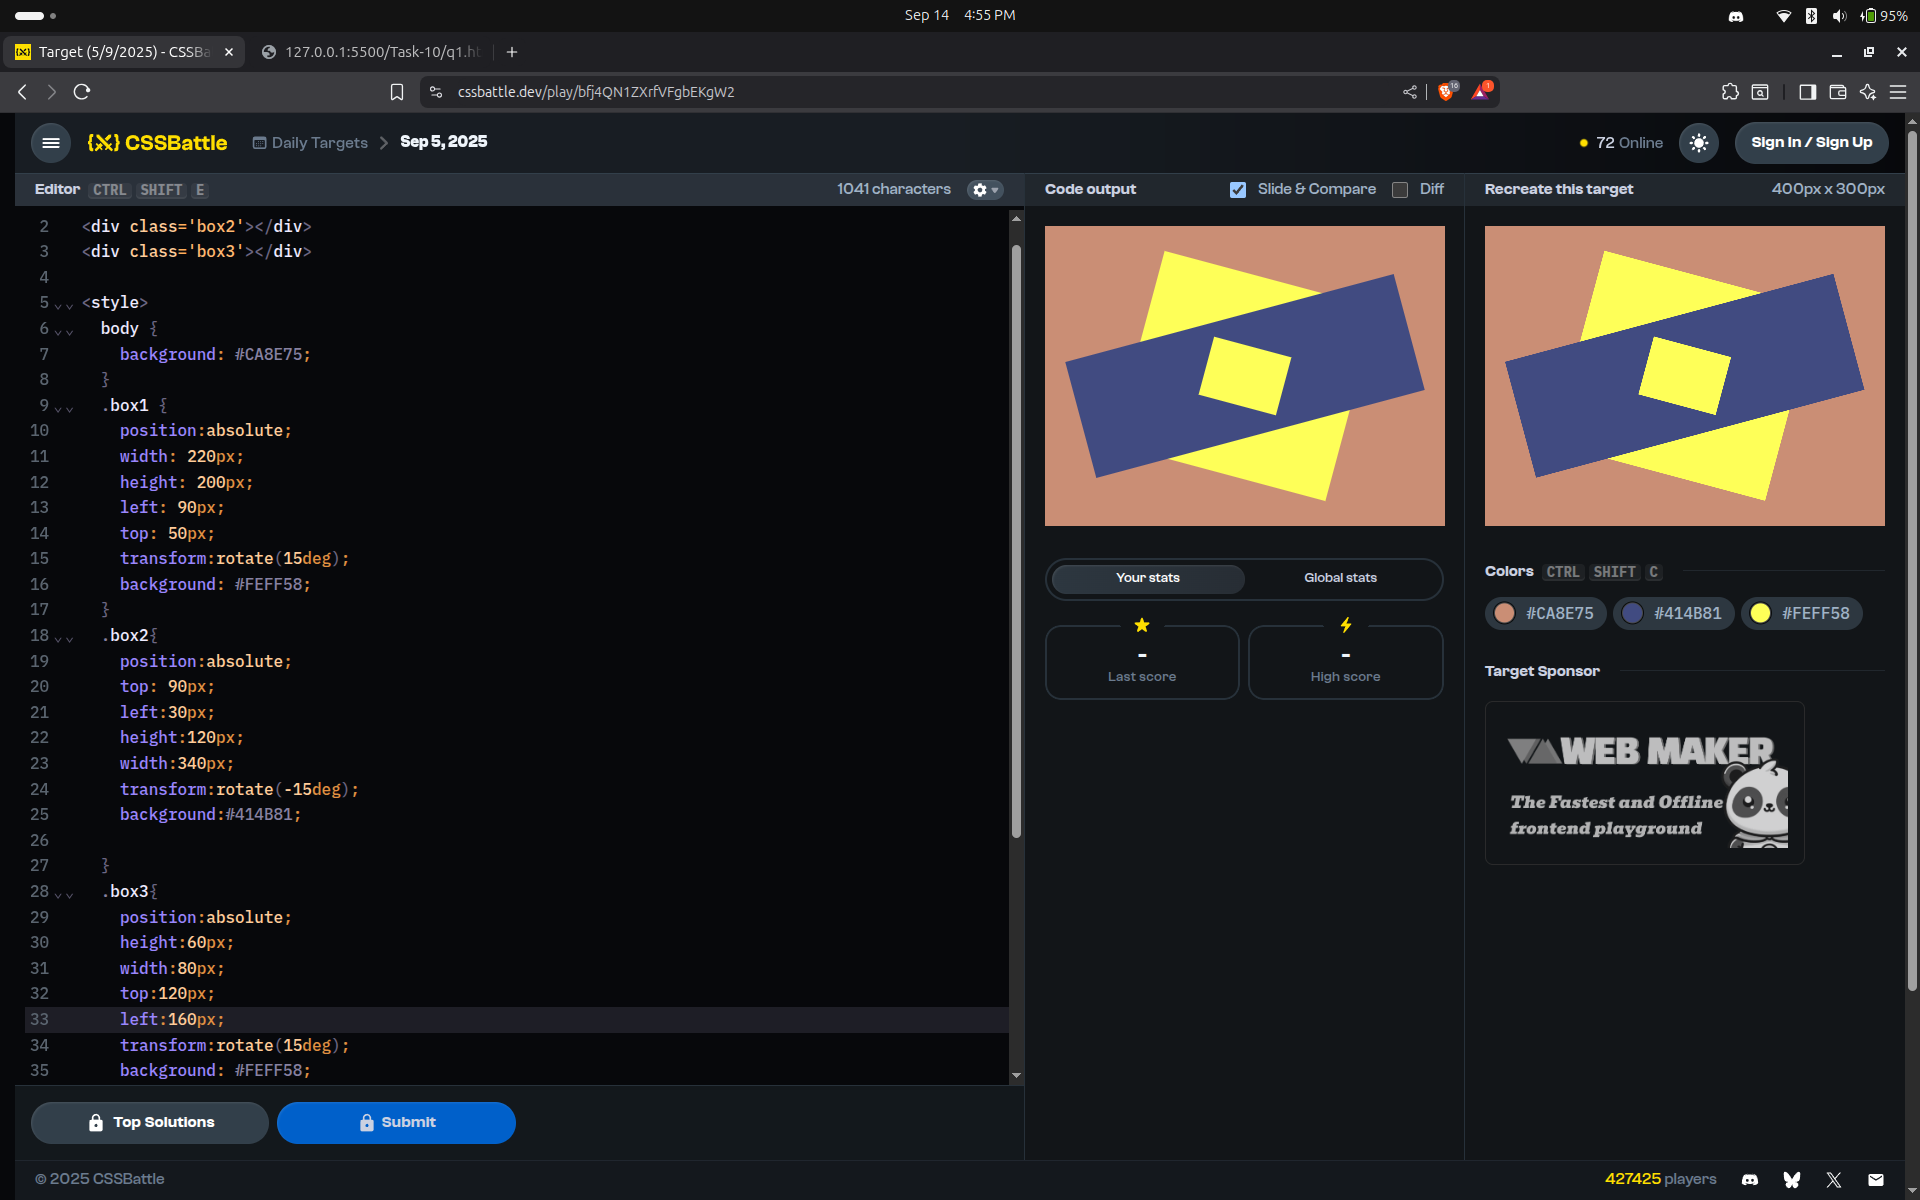 Sep 14 4:55 PM
95%
Target (5/9/2025) - CSSBa
127.0.0.1:5500/Task-10/q1.h
cssbattle.dev/play/bfj4QN1ZXrfVFgbEKgW2
16
1
CSSBattle
Daily Targets
Sep 5, 2025
72 Online
Sign In / Sign Up
Editor CTRL SHIFT E
1041 characters
Code output
Slide & Compare
Diff
Recreate this target
400px x 300px
2 <div class='box2'></div>
3 <div class='box3'></div>
4
5 <style>
6 body {
7 background: #CA8E75;
8 }
9 .box1 {
10 position:absolute;
11 width: 220px;
12 height: 200px;
13 left: 90px;
14 top: 50px;
15 transform:rotate(15deg);
16 background: #FEFF58;
17 }
18 .box2{
19 position:absolute;
20 top: 90px;
21 left:30px;
22 height:120px;
23 width:340px;
24 transform:rotate(-15deg);
25 background:#414B81;
26
27 }
28 .box3{
29 position:absolute;
30 height:60px;
31 width:80px;
32 top:120px;
33 left:160px;
34 transform:rotate(15deg);
35 background: #FEFF58;
Top Solutions
Submit
Your stats
Global stats
-
Last score
-
High score
Colors CTRL SHIFT C
#CA8E75
#414B81
#FEFF58
Target Sponsor
WEB MAKER
The Fastest and Offline
frontend playground
© 2025 CSSBattle
427425 players